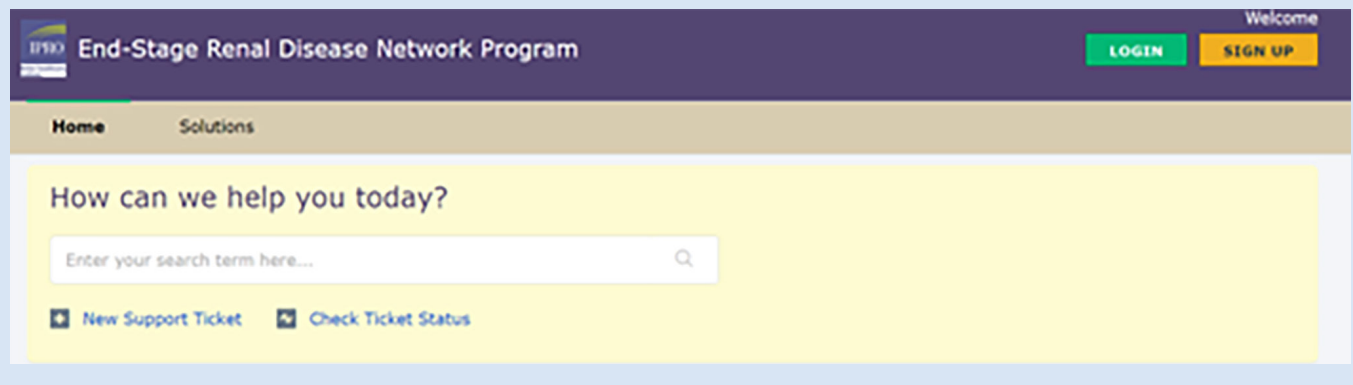 Welcome
IPRO End-Stage Renal Disease Network Program
LOGIN SIGN UP
Home Solutions
How can we help you today?
Enter your search term here...
New Support Ticket Check Ticket Status